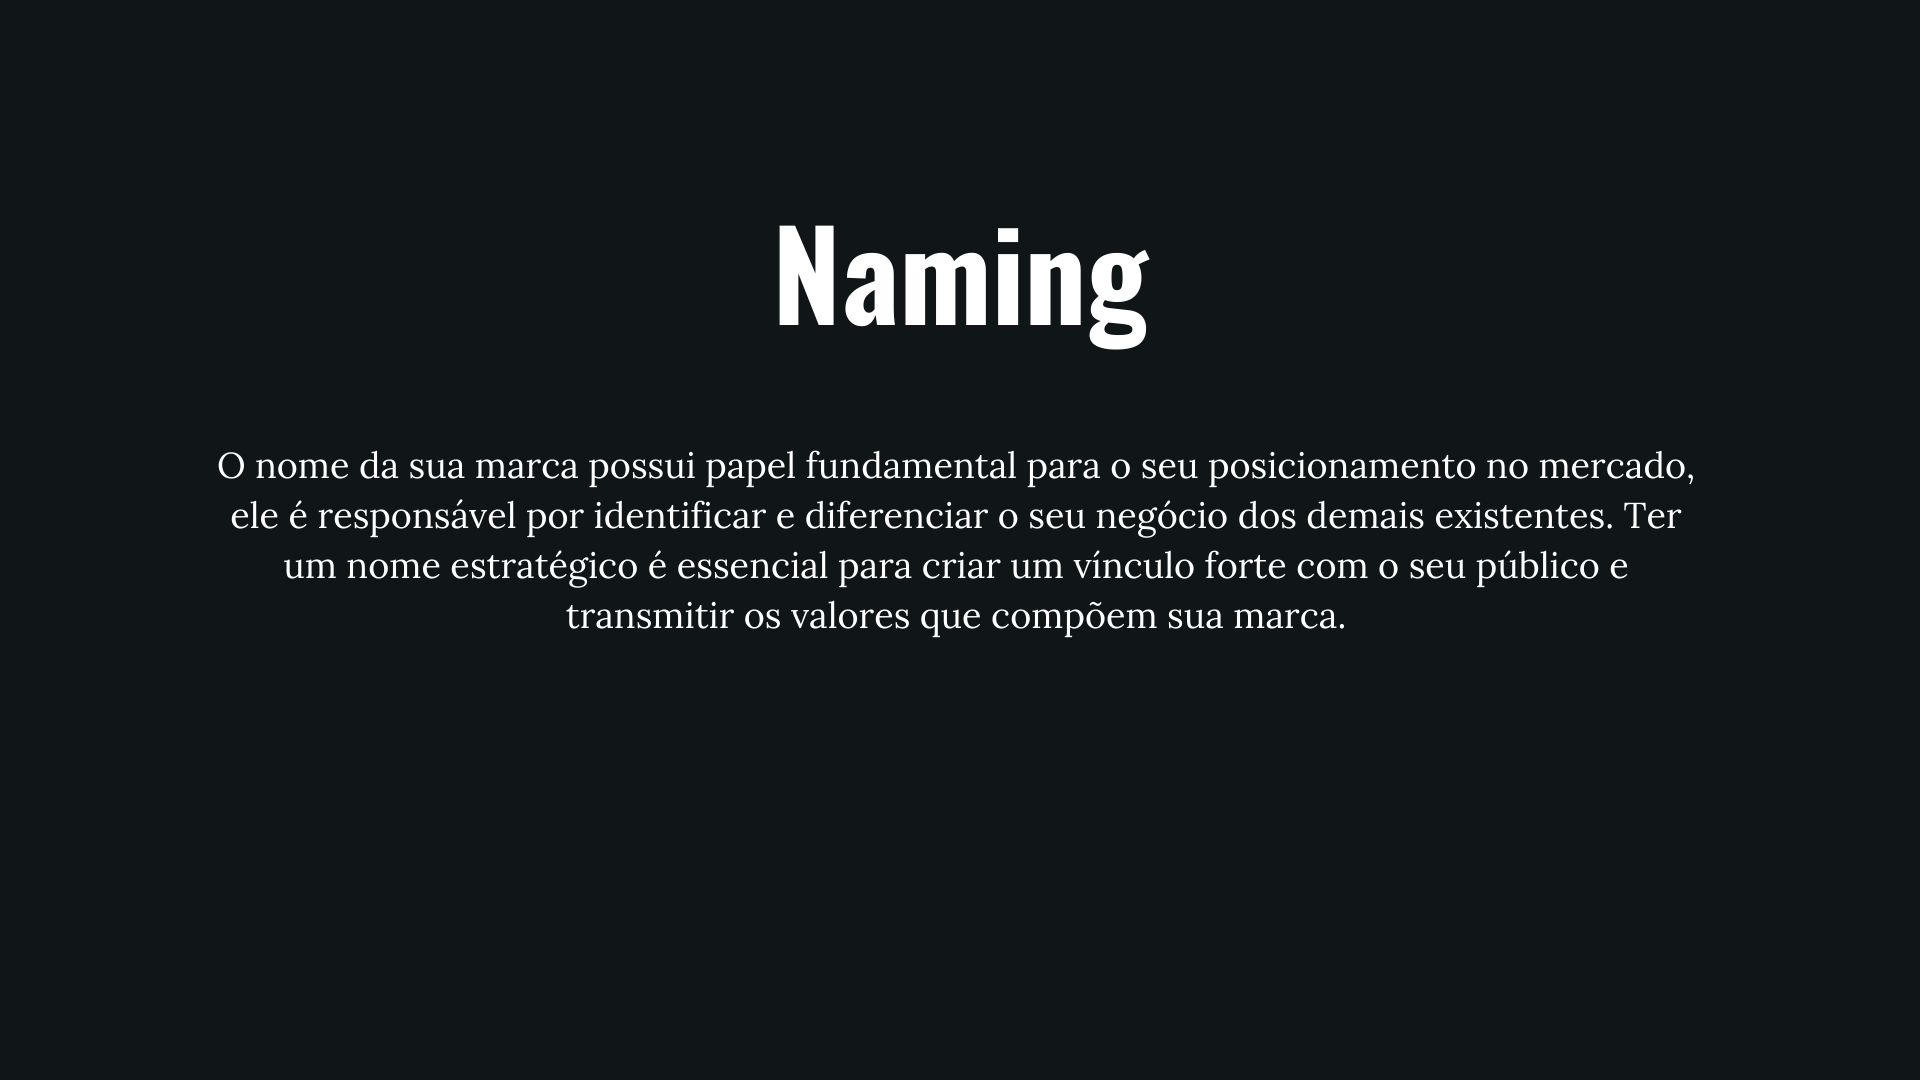 Naming
O nome da sua marca possui papel fundamental para o seu posicionamento no mercado,
ele é responsável por identificar e diferenciar o seu negócio dos demais existentes. Ter
um nome estratégico é essencial para criar um vínculo forte com o seu público e
transmitir os valores que compõem sua marca.